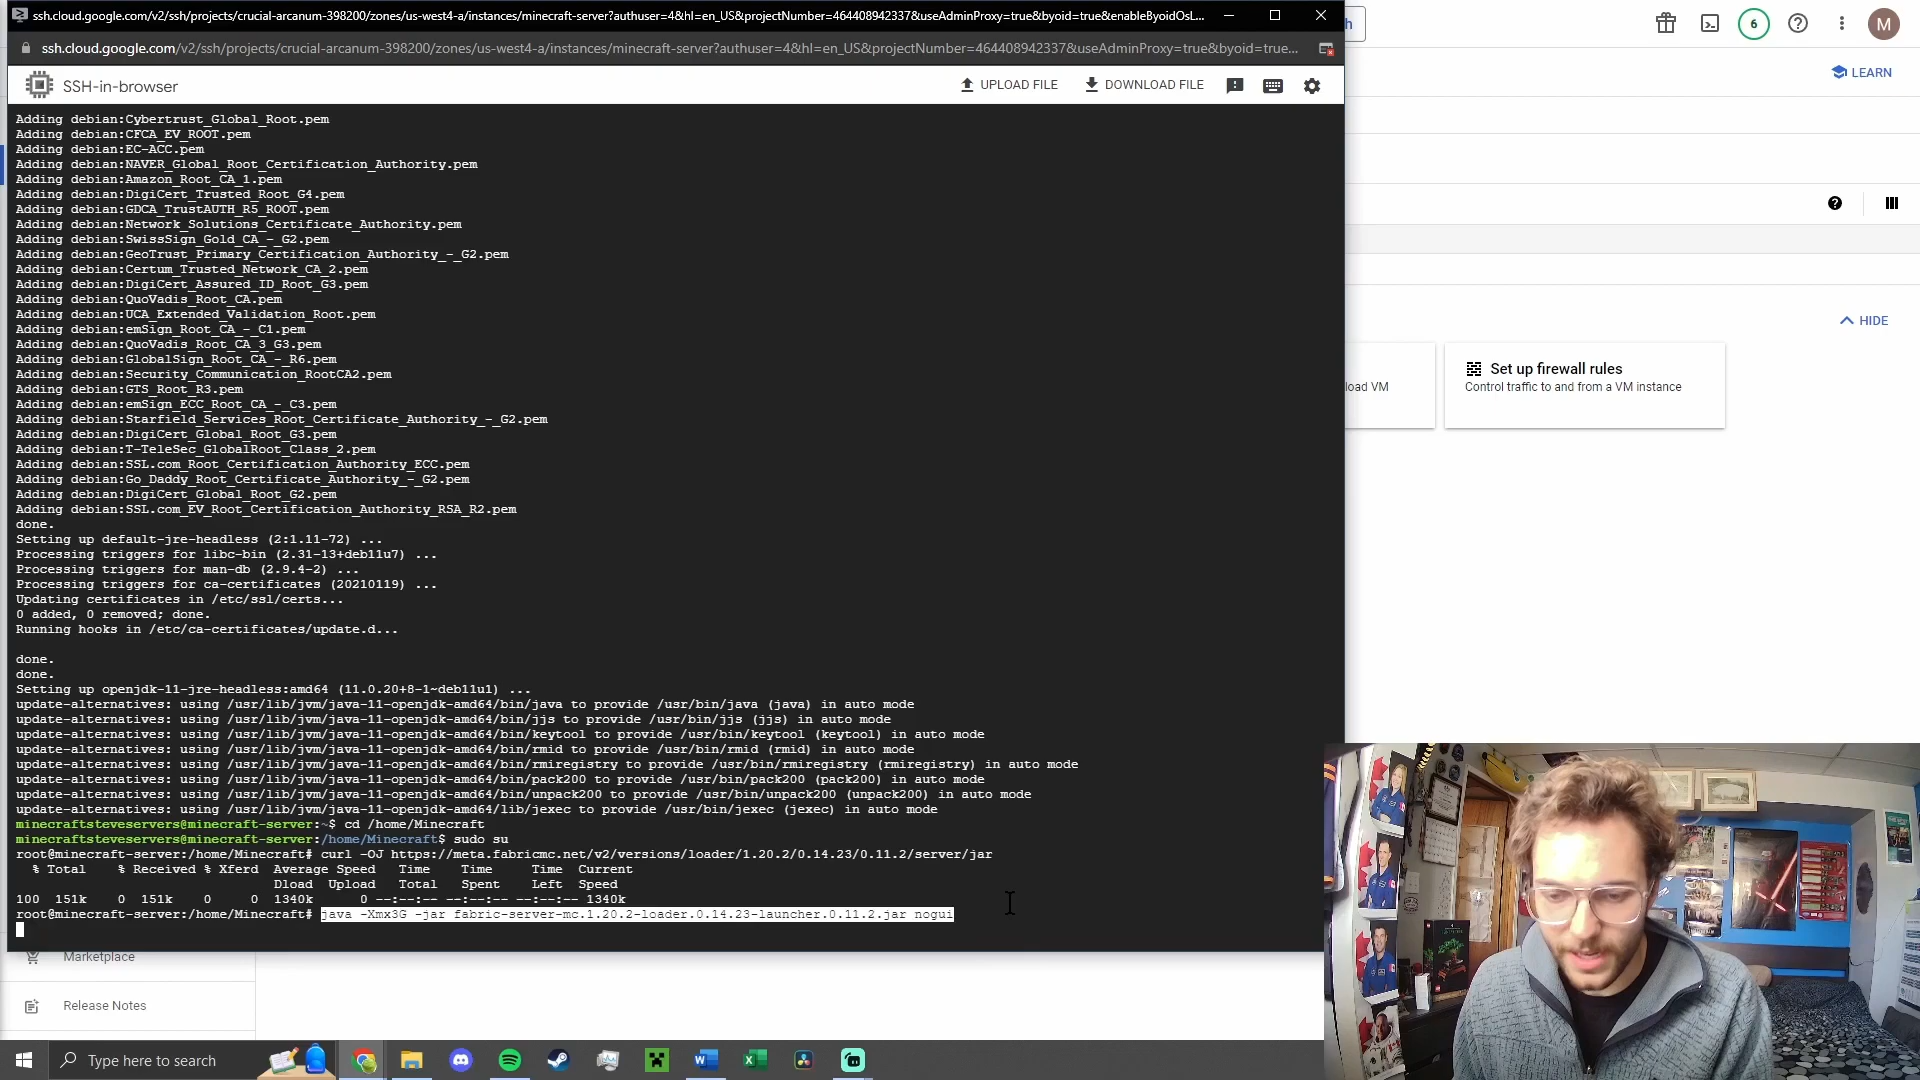 ssh.cloud.google.com/v2/ssh/projects/crucial-arcanum-398200/zones/us-west4-a/instances/minecraft-server?authuser=4&hl=en_US&projectNumber=464408942337&useAdminProxy=true&byoid=true&enableByoidOsL...
ssh.cloud.google.com/v2/ssh/projects/crucial-arcanum-398200/zones/us-west4-a/instances/minecraft-server?authuser=4&hl=en_US&projectNumber=464408942337&useAdminProxy=true&byoid=true...
h
6
M
LEARN
SSH-in-browser
UPLOAD FILE
DOWNLOAD FILE
Adding debian:Cybertrust_Global_Root.pem
Adding debian:CFCA_EV_ROOT.pem
Adding debian:EC-ACC.pem
Adding debian:NAVER_Global_Root_Certification_Authority.pem
Adding debian:Amazon_Root_CA_1.pem
Adding debian:DigiCert_Trusted_Root_G4.pem
Adding debian:GDCA_TrustAUTH_R5_ROOT.pem
Adding debian:Network_Solutions_Certificate_Authority.pem
Adding debian:SwissSign_Gold_CA_-_G2.pem
Adding debian:GeoTrust_Primary_Certification_Authority_-_G2.pem
Adding debian:Certum_Trusted_Network_CA_2.pem
Adding debian:DigiCert_Assured_ID_Root_G3.pem
Adding debian:QuoVadis_Root_CA.pem
Adding debian:UCA_Extended_Validation_Root.pem
Adding debian:emSign_Root_CA_-_C1.pem
Adding debian:QuoVadis_Root_CA_3_G3.pem
Adding debian:GlobalSign_Root_CA_-_R6.pem
Adding debian:Security_Communication_RootCA2.pem
Adding debian:GTS_Root_R3.pem
Adding debian:emSign_ECC_Root_CA_-_C3.pem
Adding debian:Starfield_Services_Root_Certificate_Authority_-_G2.pem
Adding debian:DigiCert_Global_Root_G3.pem
Adding debian:T-TeleSec_GlobalRoot_Class_2.pem
Adding debian:SSL.com_Root_Certification_Authority_ECC.pem
Adding debian:Go_Daddy_Root_Certificate_Authority_-_G2.pem
Adding debian:DigiCert_Global_Root_G2.pem
Adding debian:SSL.com_EV_Root_Certification_Authority_RSA_R2.pem
done.
Setting up default-jre-headless (2:1.11-72) ...
Processing triggers for libc-bin (2.31-13+deb11u7) ...
Processing triggers for man-db (2.9.4-2) ...
Processing triggers for ca-certificates (20210119) ...
Updating certificates in /etc/ssl/certs...
0 added, 0 removed; done.
Running hooks in /etc/ca-certificates/update.d...
done.
done.
Setting up openjdk-11-jre-headless:amd64 (11.0.20+8-1~deb11u1) ...
update-alternatives: using /usr/lib/jvm/java-11-openjdk-amd64/bin/java to provide /usr/bin/java (java) in auto mode
update-alternatives: using /usr/lib/jvm/java-11-openjdk-amd64/bin/jjs to provide /usr/bin/jjs (jjs) in auto mode
update-alternatives: using /usr/lib/jvm/java-11-openjdk-amd64/bin/keytool to provide /usr/bin/keytool (keytool) in auto mode
update-alternatives: using /usr/lib/jvm/java-11-openjdk-amd64/bin/rmid to provide /usr/bin/rmid (rmid) in auto mode
update-alternatives: using /usr/lib/jvm/java-11-openjdk-amd64/bin/rmiregistry to provide /usr/bin/rmiregistry (rmiregistry) in auto mode
update-alternatives: using /usr/lib/jvm/java-11-openjdk-amd64/bin/pack200 to provide /usr/bin/pack200 (pack200) in auto mode
update-alternatives: using /usr/lib/jvm/java-11-openjdk-amd64/bin/unpack200 to provide /usr/bin/unpack200 (unpack200) in auto mode
update-alternatives: using /usr/lib/jvm/java-11-openjdk-amd64/lib/jexec to provide /usr/bin/jexec (jexec) in auto mode
minecraftsteveservers@minecraft-server:~$ cd /home/Minecraft
minecraftsteveservers@minecraft-server:/home/Minecraft$ sudo su
root@minecraft-server:/home/Minecraft# curl -OJ https://meta.fabricmc.net/v2/versions/loader/1.20.2/0.14.23/0.11.2/server/jar
% Total % Received % Xferd Average Speed Time Time Time Current
Dload Upload Total Spent Left Speed
100 151k 0 151k 0 0 1340k 0 --:--:-- --:--:-- --:--:-- 1340k
root@minecraft-server:/home/Minecraft# java -Xmx3G -jar fabric-server-mc.1.20.2-loader.0.14.23-launcher.0.11.2.jar nogui
HIDE
load VM
Set up firewall rules
Control traffic to and from a VM instance
Marketplace
Release Notes
Type here to search